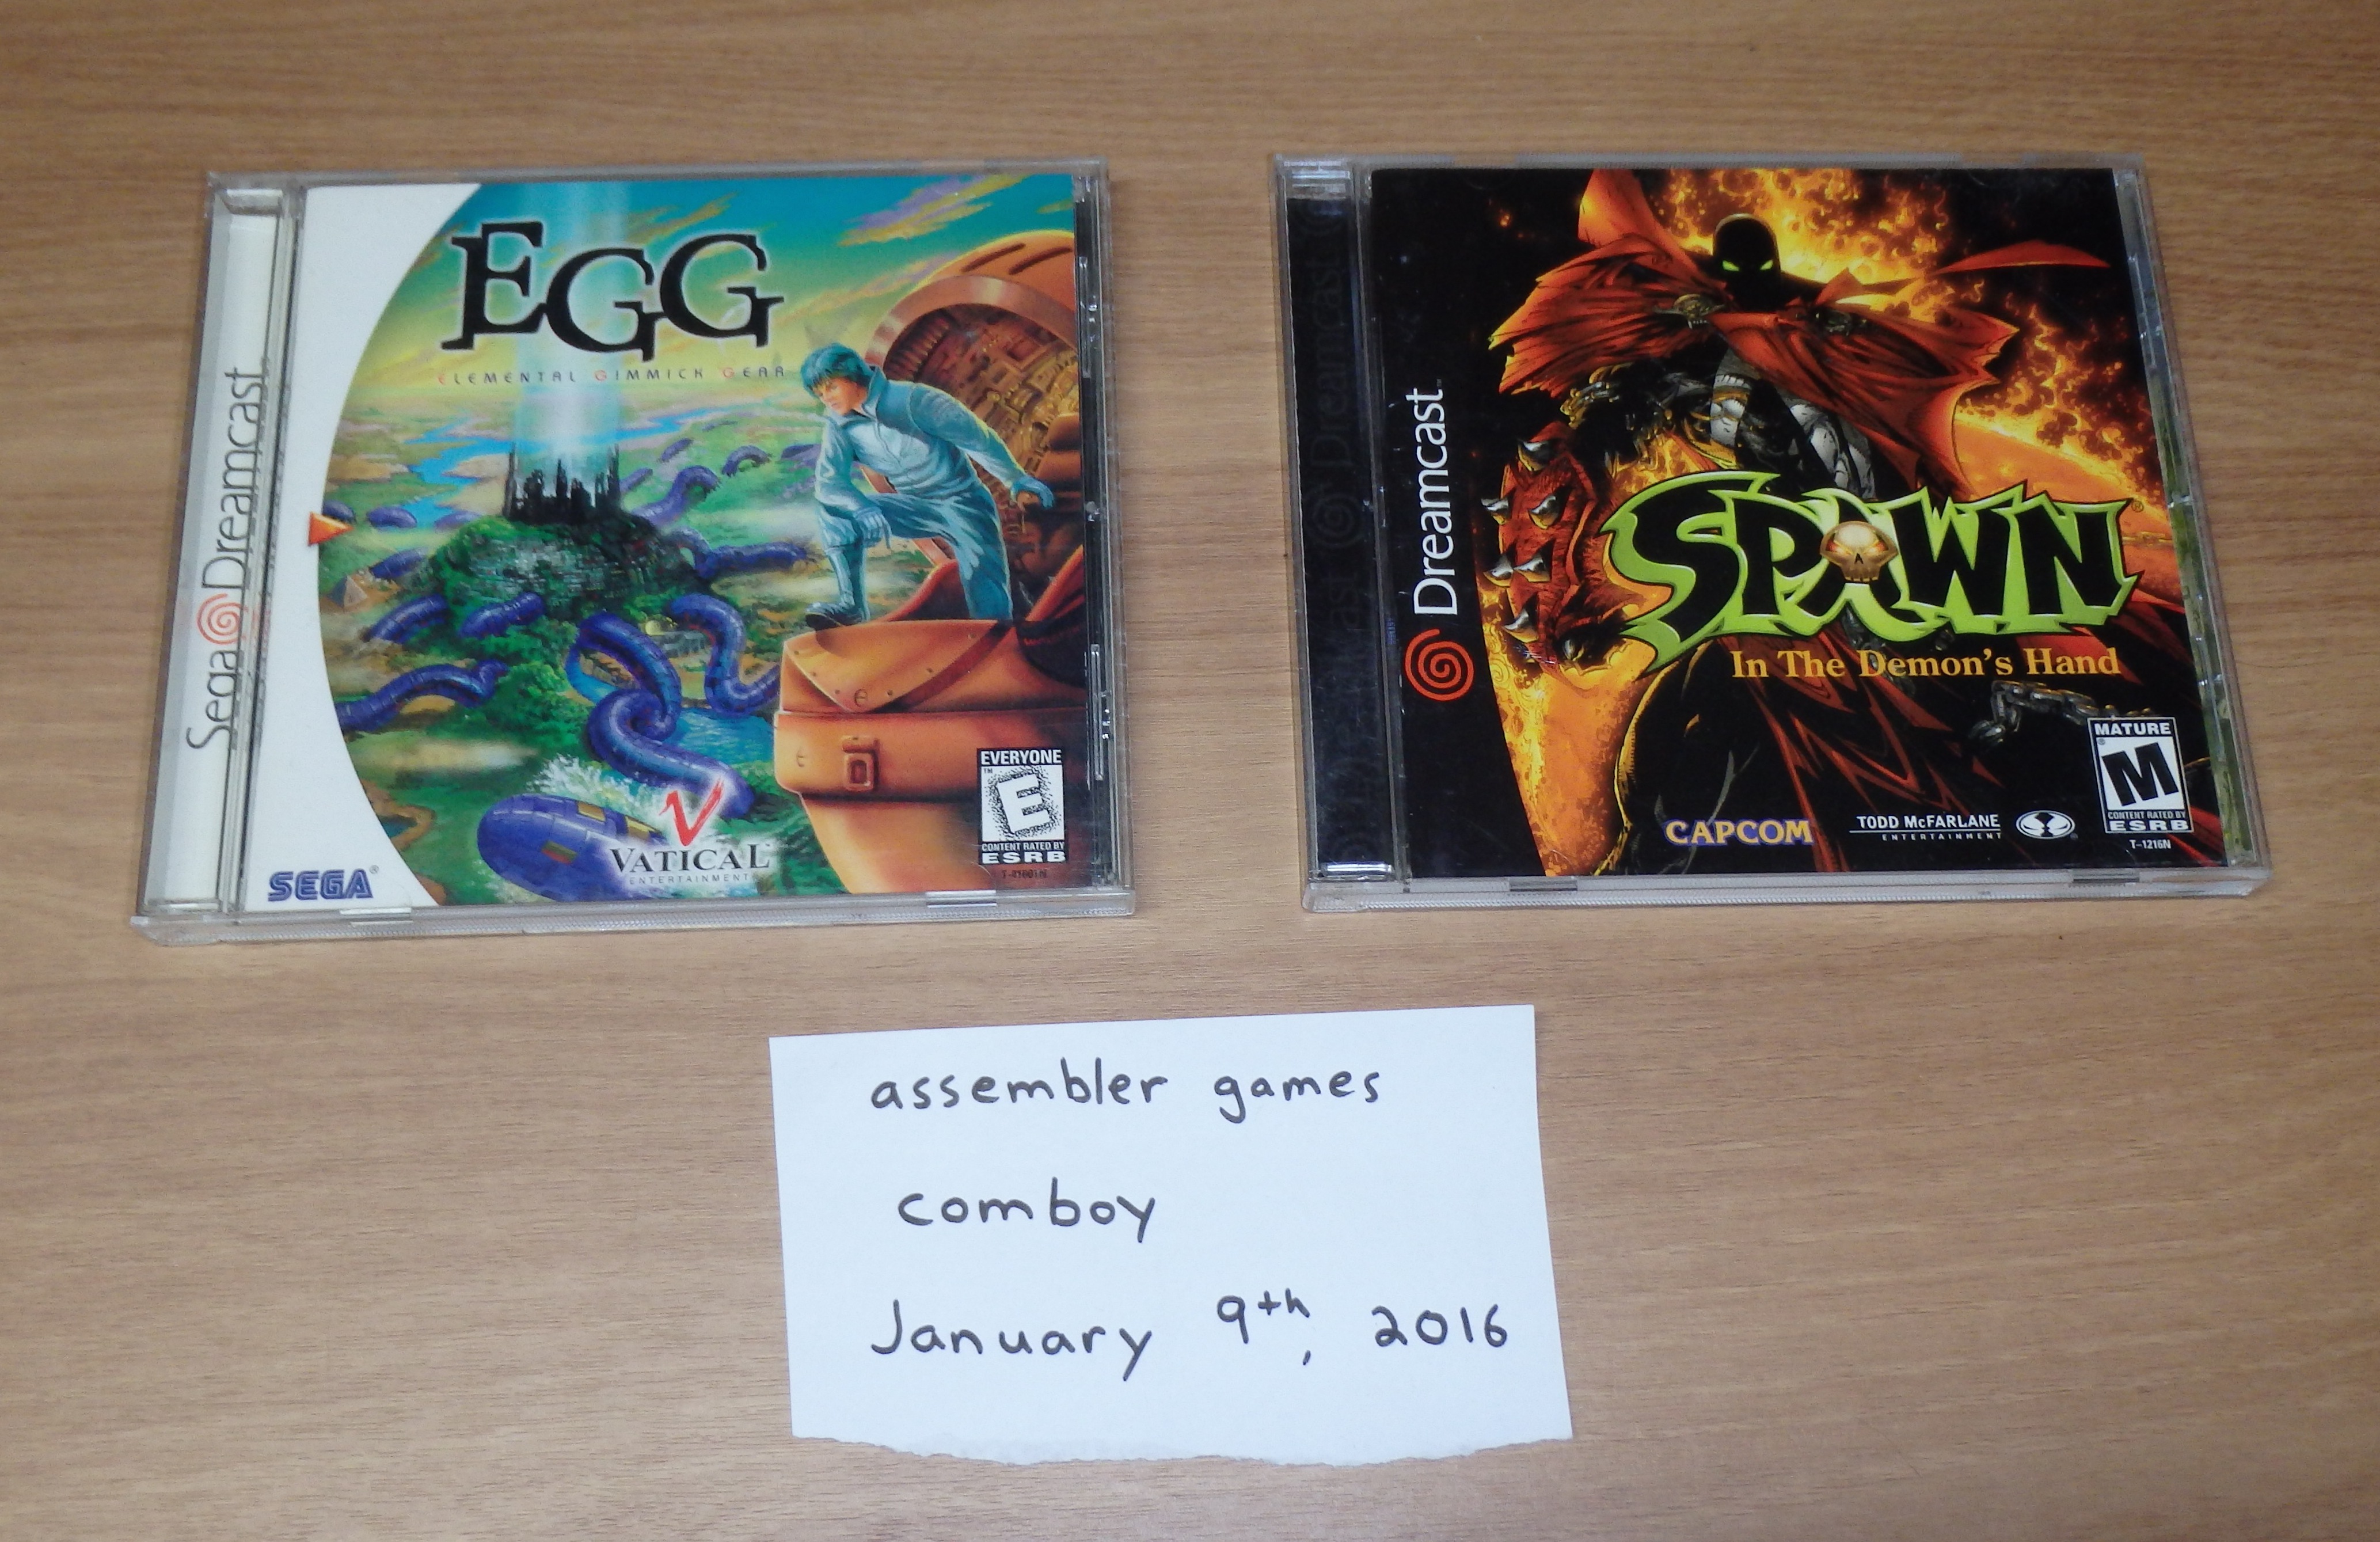 Sega Dreamcast
EGG
ELEMENTAL GIMMICK GEAR
EVERYONE
E
CONTENT RATED BY
ESRB
VATICAL
ENTERTAINMENT
SEGA
Dreamcast
SPAWN
In The Demon's Hand
MATURE
M
CONTENT RATED BY
ESRB
T-1216N
CAPCOM
TODD McFARLANE
ENTERTAINMENT
assembler games
comboy
January 9th, 2016